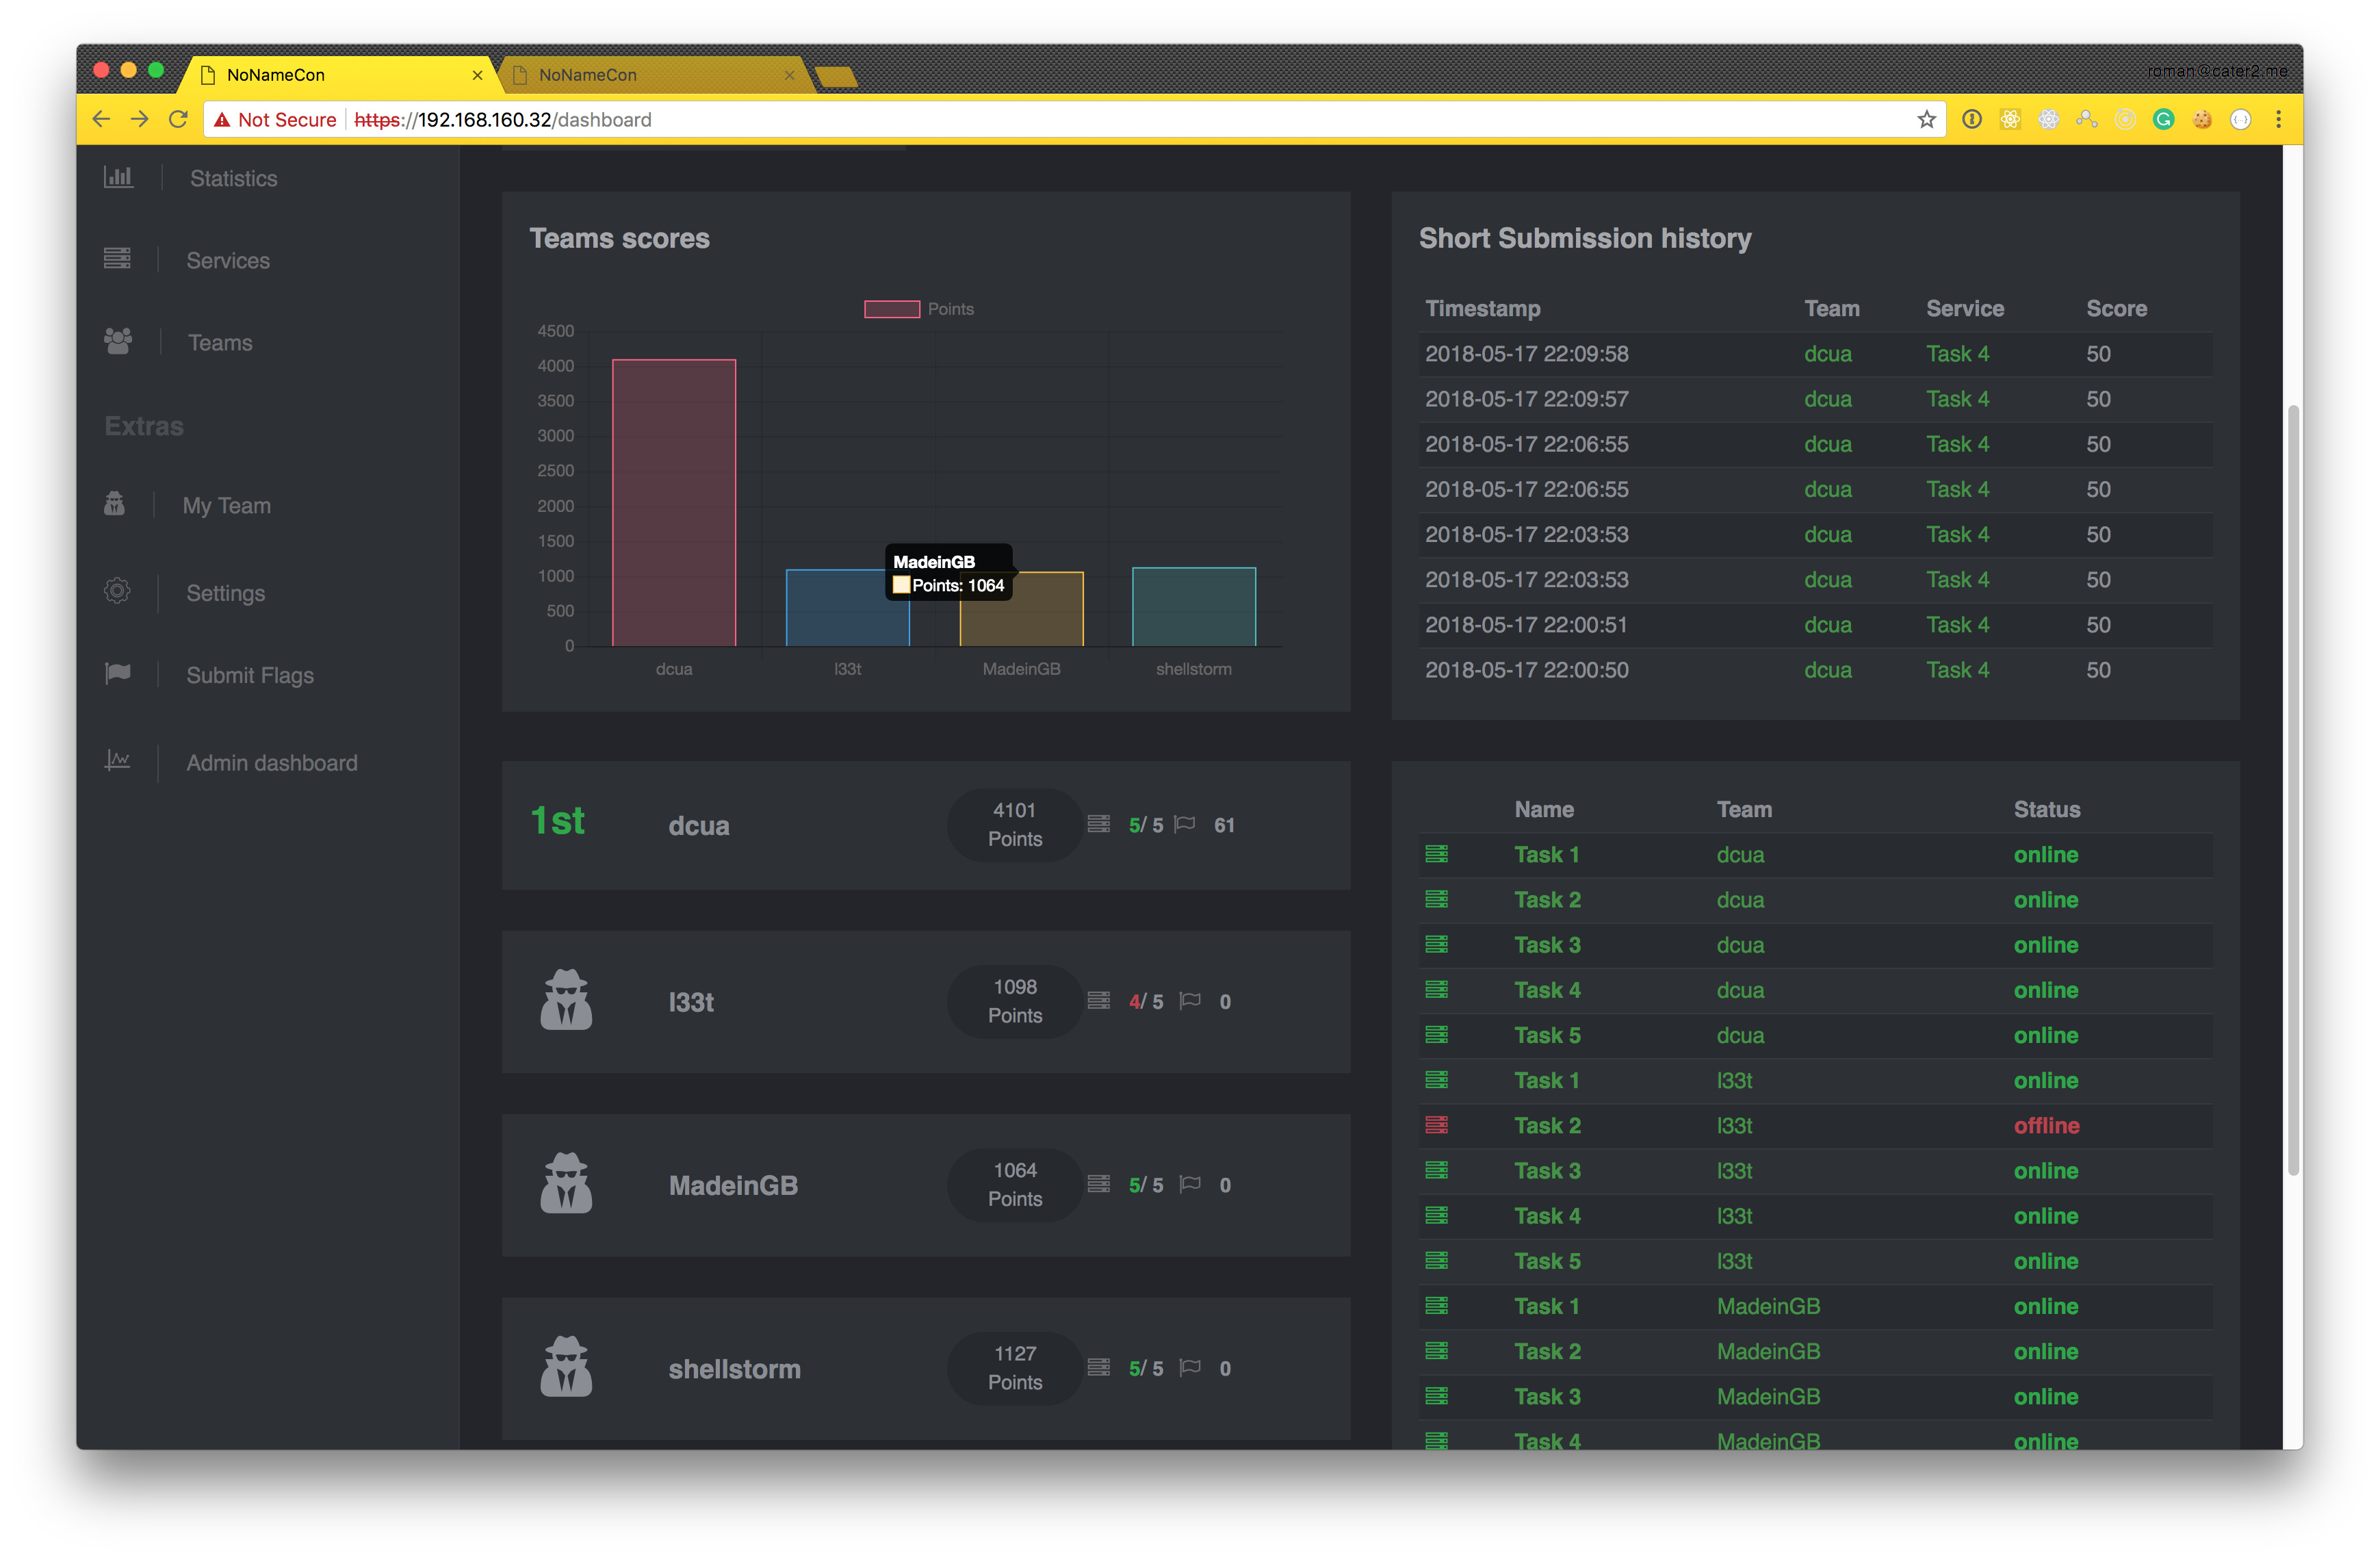 NoNameCon
NoNameCon
roman@cater2.me
Not Secure https://192.168.160.32/dashboard
Statistics
Services
Teams
Extras
My Team
Settings
Submit Flags
Admin dashboard
Teams scores
Points
4500
4000
3500
3000
2500
2000
1500
1000
500
0
MadeinGB
Points: 1064
dcua l33t MadeinGB shellstorm
Short Submission history
Timestamp Team Service Score
2018-05-17 22:09:58 dcua Task 4 50
2018-05-17 22:09:57 dcua Task 4 50
2018-05-17 22:06:55 dcua Task 4 50
2018-05-17 22:06:55 dcua Task 4 50
2018-05-17 22:03:53 dcua Task 4 50
2018-05-17 22:03:53 dcua Task 4 50
2018-05-17 22:00:51 dcua Task 4 50
2018-05-17 22:00:50 dcua Task 4 50
1st dcua 4101 Points 5/ 5 61
l33t 1098 Points 4/ 5 0
MadeinGB 1064 Points 5/ 5 0
shellstorm 1127 Points 5/ 5 0
Name Team Status
Task 1 dcua online
Task 2 dcua online
Task 3 dcua online
Task 4 dcua online
Task 5 dcua online
Task 1 l33t online
Task 2 l33t offline
Task 3 l33t online
Task 4 l33t online
Task 5 l33t online
Task 1 MadeinGB online
Task 2 MadeinGB online
Task 3 MadeinGB online
Task 4 MadeinGB online